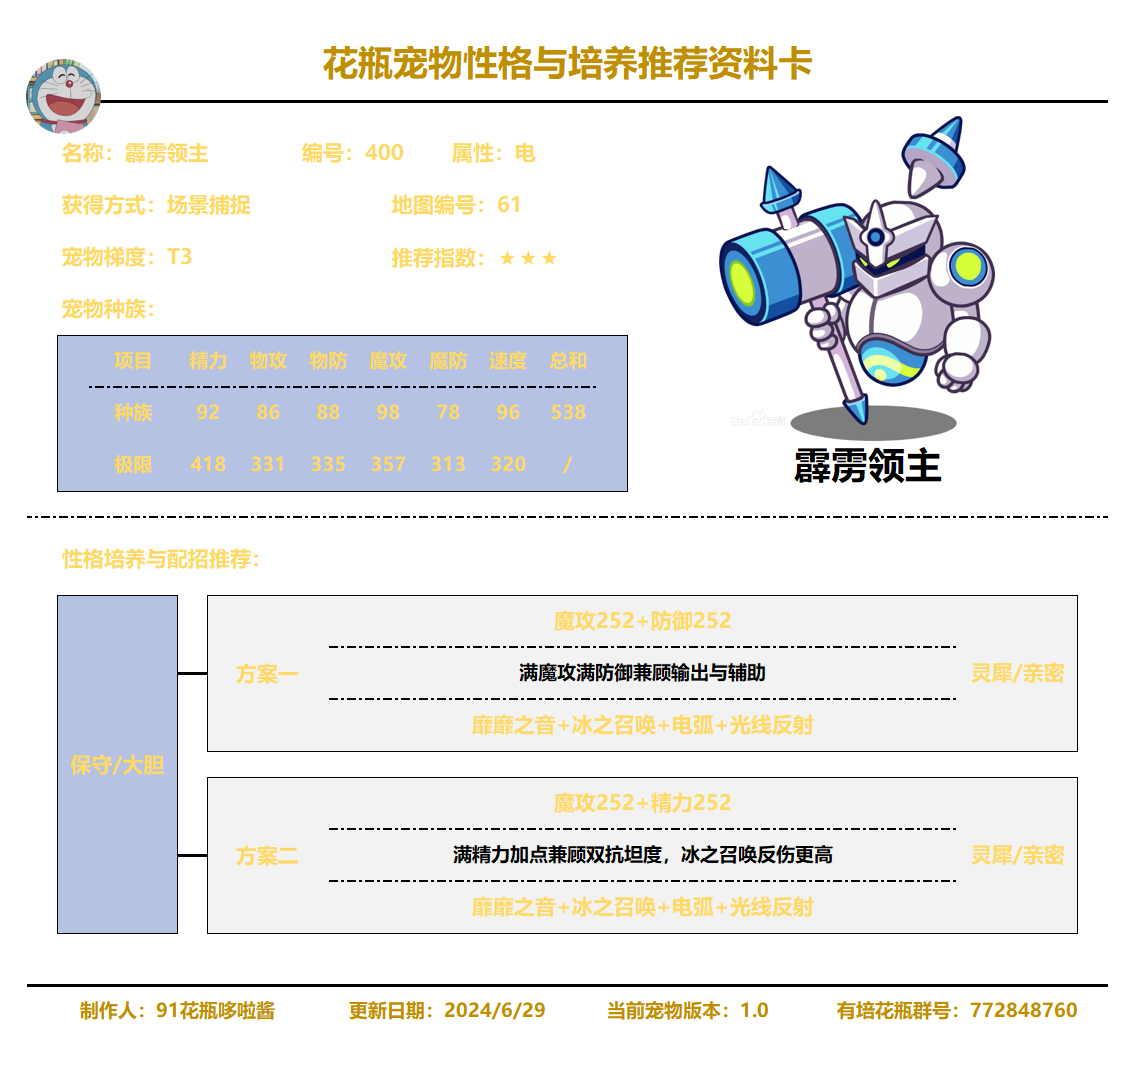 花瓶宠物性格与培养推荐资料卡
名称：霹雳领主 编号：400 属性：电
获得方式：场景捕捉 地图编号：61
宠物梯度：T3 推荐指数：★★★
宠物种族：
项目 精力 物攻 物防 魔攻 魔防 速度 总和
种族 92 86 88 98 78 96 538
极限 418 331 335 357 313 320 /
霹雳领主
性格培养与配招推荐：
保守/大胆
方案一
魔攻252+防御252
满魔攻满防御兼顾输出与辅助
靡靡之音+冰之召唤+电弧+光线反射
灵犀/亲密
方案二
魔攻252+精力252
满精力加点兼顾双抗坦度，冰之召唤反伤更高
靡靡之音+冰之召唤+电弧+光线反射
灵犀/亲密
制作人：91花瓶哆啦酱 更新日期：2024/6/29 当前宠物版本：1.0 有培花瓶群号：772848760